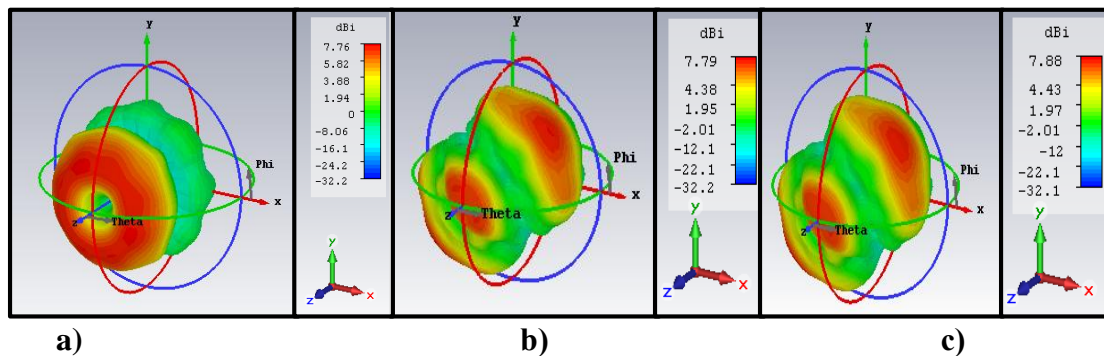 y
x
Phi
Theta
z
dBi
7.76
5.82
3.88
1.94
0
-8.06
-16.1
-24.2
-32.2
y
x
z
y
x
Phi
Theta
z
dBi
7.79
4.38
1.95
-2.01
-12.1
-22.1
-32.2
y
x
z
y
x
Phi
Theta
z
dBi
7.88
4.43
1.97
-2.01
-12
-22.1
-32.1
y
x
z
a)
b)
c)